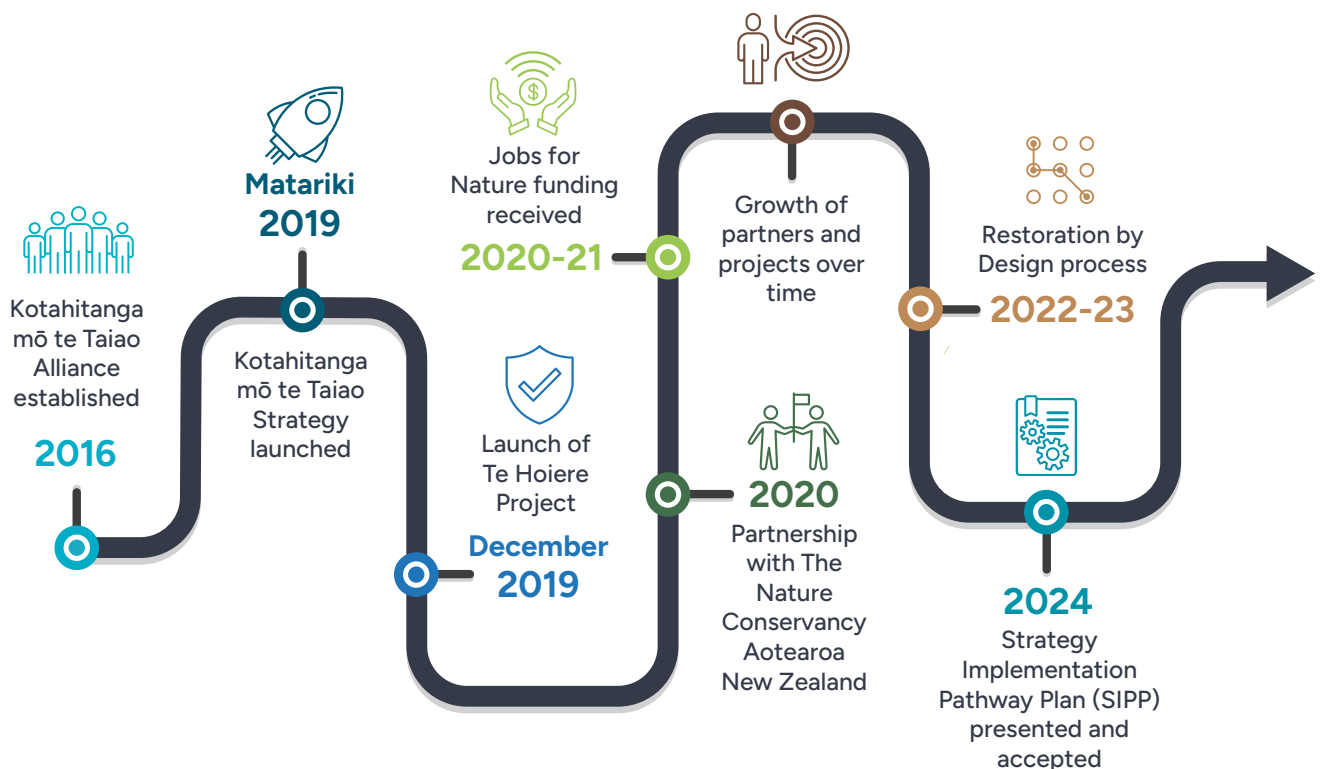 Kotahitanga
mō te Taiao
Alliance
established
2016
Matariki
2019
Kotahitanga
mō te Taiao
Strategy
launched
Launch of
Te Hoiere
Project
December
2019
2020
Partnership
with The
Nature
Conservancy
Aotearoa
New Zealand
Jobs for
Nature funding
received
2020-21
$
Growth of
partners and
projects over
time
Restoration by
Design process
2022-23
2024
Strategy
Implementation
Pathway Plan (SIPP)
presented and
accepted